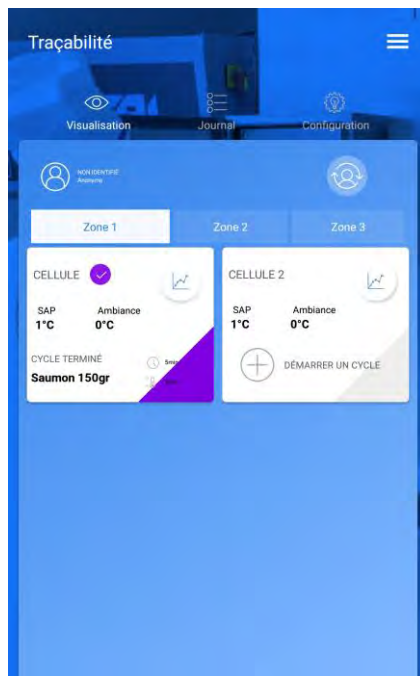 Traçabilité
Visualisation Journal Configuration
NON IDENTIFIÉ
Anonyme
Zone 1 Zone 2 Zone 3
CELLULE CELLULE 2
SAP Ambiance SAP Ambiance
1°C 0°C 1°C 0°C
CYCLE TERMINÉ DÉMARRER UN CYCLE
Saumon 150gr